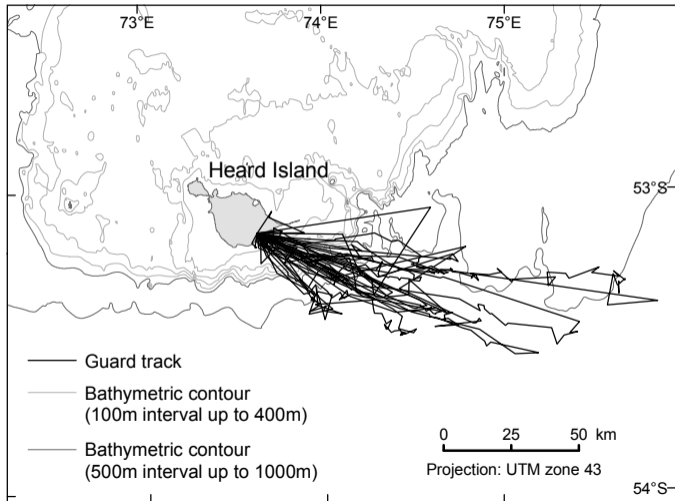 73°E 74°E 75°E
Heard Island
53°S
Guard track
Bathymetric contour
(100m interval up to 400m)
Bathymetric contour
(500m interval up to 1000m)
0 25 50 km
Projection: UTM zone 43
54°S